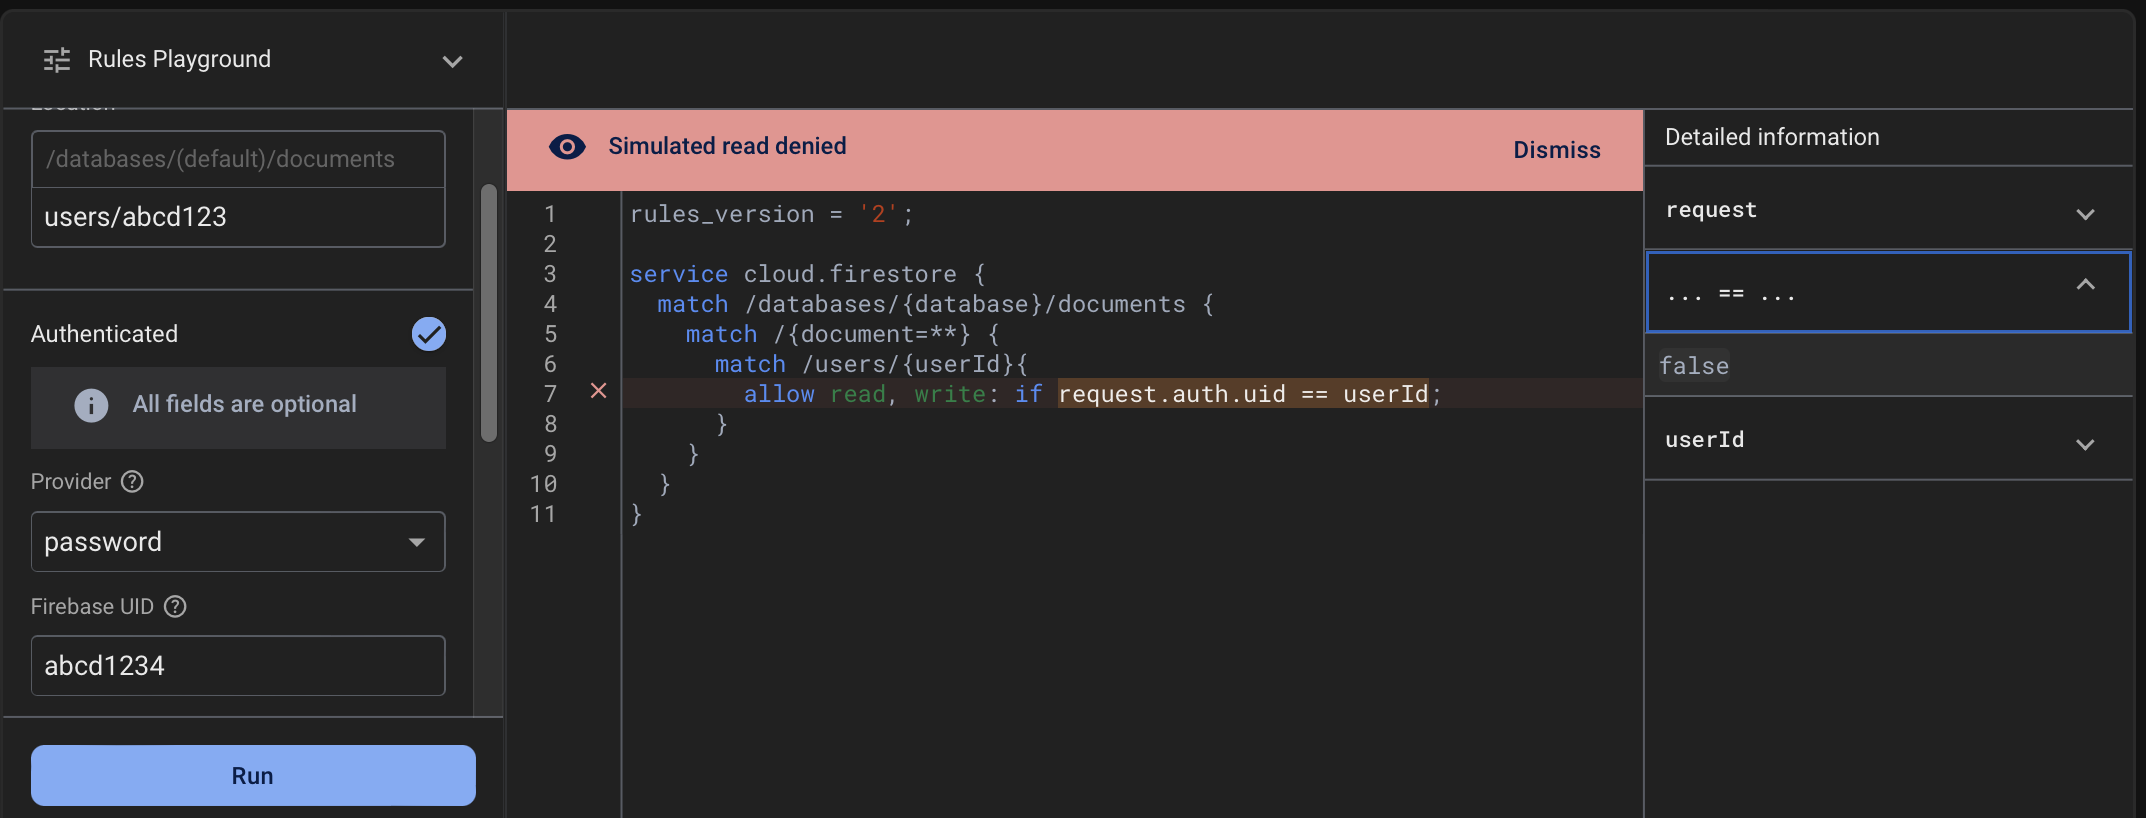 Rules Playground
Location
/databases/(default)/documents
users/abcd123
Authenticated
All fields are optional
Provider
password
Firebase UID
abcd1234
Run
Simulated read denied
Dismiss
1 rules_version = '2';
2
3 service cloud.firestore {
4 match /databases/{database}/documents {
5 match /{document=**} {
6 match /users/{userId}{
7 allow read, write: if request.auth.uid == userId;
8 }
9 }
10 }
11 }
Detailed information
request
... == ...
false
userId